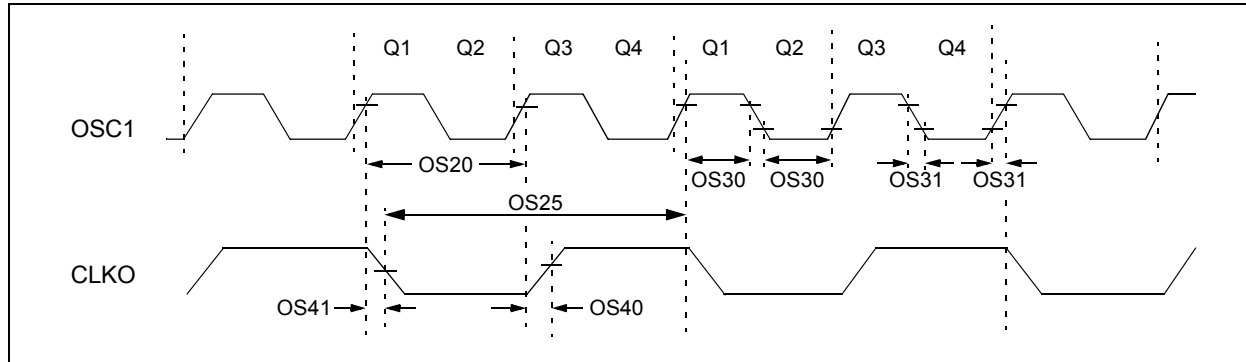 Q1 Q2 Q3 Q4 Q1 Q2 Q3 Q4
OSC1
OS20 OS30 OS30 OS31 OS31
OS25
CLKO
OS41 OS40